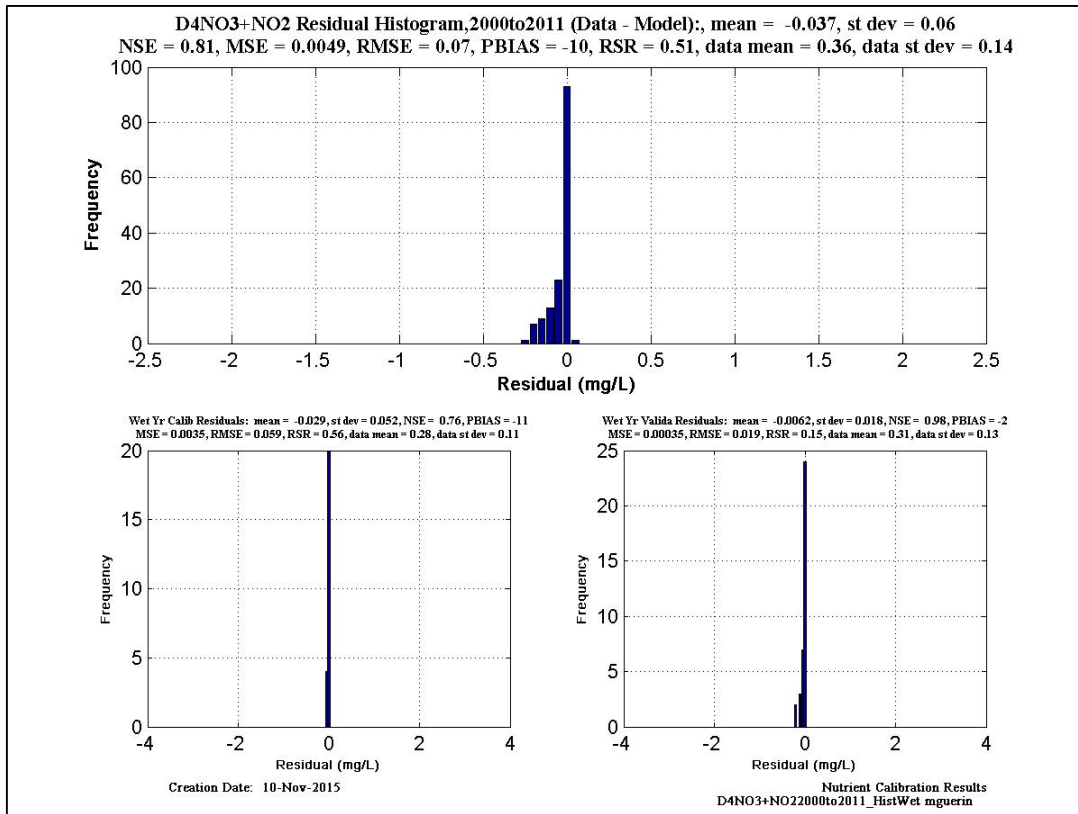 D4NO3+NO2 Residual Histogram,2000to2011 (Data - Model):, mean = -0.037, st dev = 0.06
NSE = 0.81, MSE = 0.0049, RMSE = 0.07, PBIAS = -10, RSR = 0.51, data mean = 0.36, data st dev = 0.14
100
80
60
40
20
0
Frequency
-2.5 -2 -1.5 -1 -0.5 0 0.5 1 1.5 2 2.5
Residual (mg/L)
Wet Yr Calib Residuals: mean = -0.029, st dev = 0.052, NSE = 0.76, PBIAS = -11
MSE = 0.0035, RMSE = 0.059, RSR = 0.56, data mean = 0.28, data st dev = 0.11
20
15
10
5
0
Frequency
-4 -2 0 2 4
Residual (mg/L)
Wet Yr Valida Residuals: mean = -0.0062, st dev = 0.018, NSE = 0.98, PBIAS = -2
MSE = 0.00035, RMSE = 0.019, RSR = 0.15, data mean = 0.31, data st dev = 0.13
25
20
15
10
5
0
Frequency
-4 -2 0 2 4
Residual (mg/L)
Creation Date: 10-Nov-2015
Nutrient Calibration Results
D4NO3+NO22000to2011_HistWet mguerin